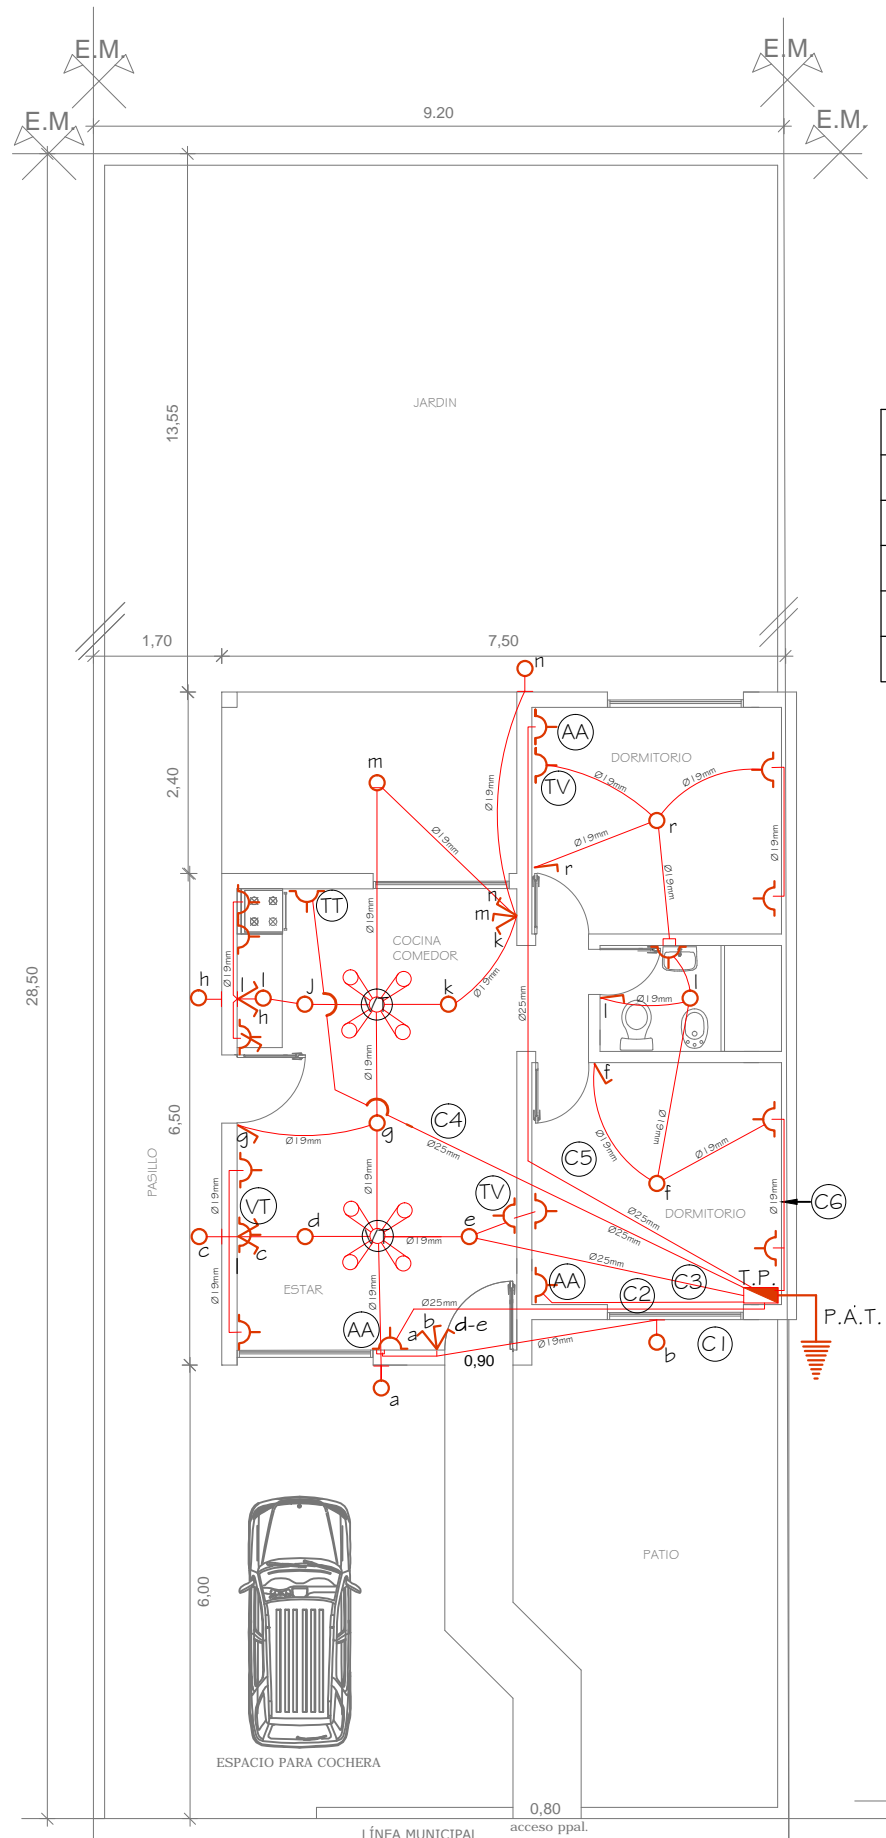 E.M.
E.M.
9.20
E.M.
E.M.
JARDIN
13,55
1,70
7,50
n
AA
DORMITORIO
m
TV
2,40
Ø19mm
Ø19mm
Ø19mm
Ø19mm
r
Ø19mm
r
Ø19mm
Ø19mm
TT
n
m
k
Ø19mm
COCINA
COMEDOR
28,50
Ø19mm
h
l
l
h
J
k
Ø19mm
Ø25mm
Ø19mm
l
l
Ø19mm
f
6,50
g
Ø19mm
g
C4
Ø25mm
Ø19mm
Ø19mm
C5
PASILLO
Ø19mm
Ø19mm
f
Ø19mm
C6
VT
TV
DORMITORIO
c
c
l
d
Ø19mm
e
Ø25mm
Ø25mm
Ø25mm
Ø19mm
ESTAR
AA
C3
T.P.
C2
P.A.T.
Ø25mm
AA
a
b
d-e
Ø19mm
C1
b
0,90
a
6,00
PATIO
ESPACIO PARA COCHERA
0,80
acceso ppal.
LÍNEA MUNICIPAL